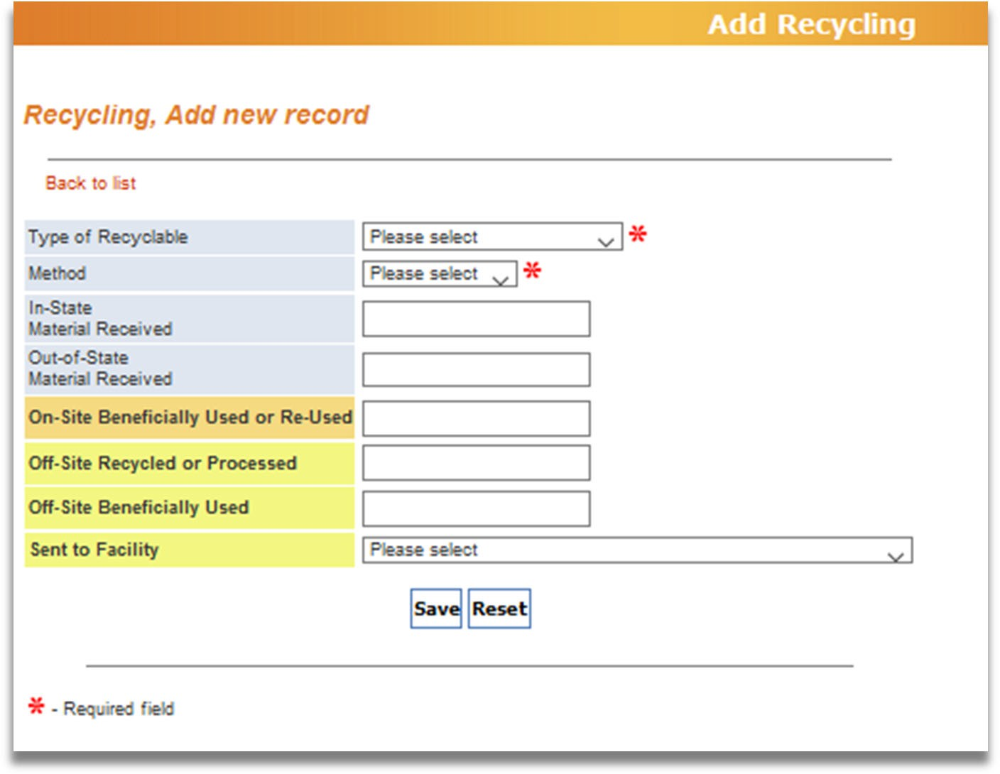 Add Recycling
Recycling, Add new record
Back to list
Type of Recyclable Please select *
Method Please select *
In-State
Material Received
Out-of-State
Material Received
On-Site Beneficially Used or Re-Used
Off-Site Recycled or Processed
Off-Site Beneficially Used
Sent to Facility Please select
Save Reset
* - Required field